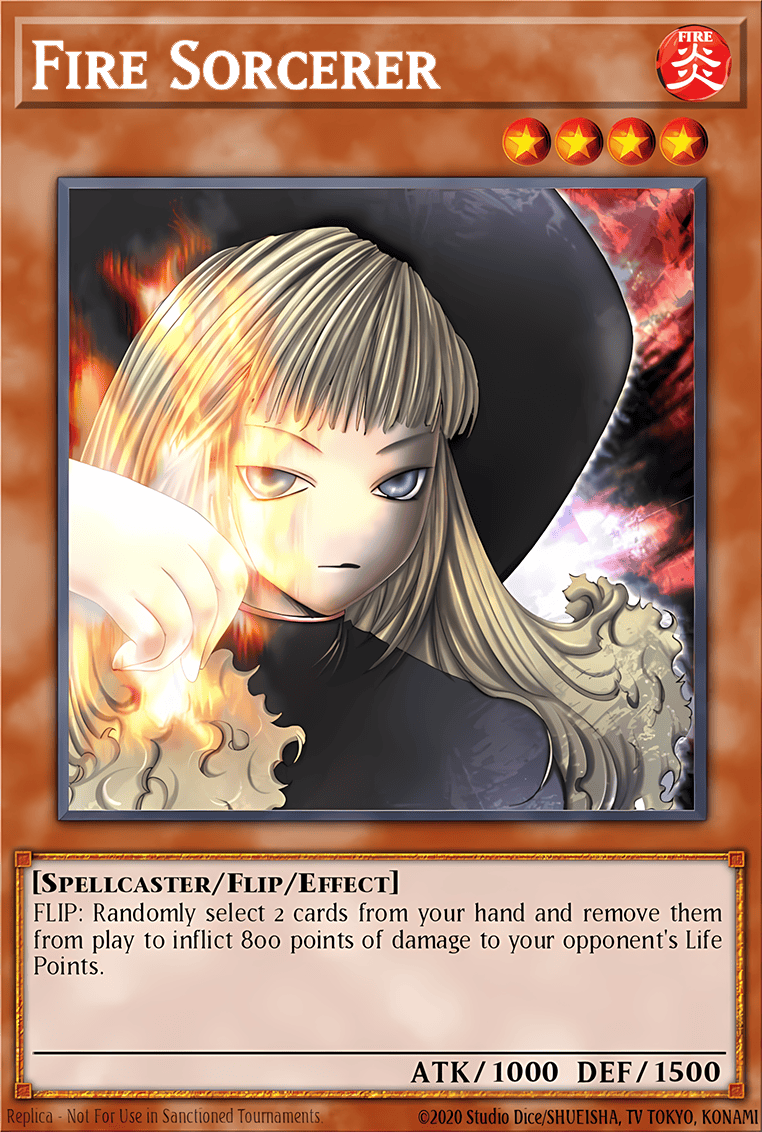 Fire Sorcerer
FIRE
炎
[Spellcaster/Flip/Effect]
FLIP: Randomly select 2 cards from your hand and remove them
from play to inflict 800 points of damage to your opponent's Life
Points.
ATK/1000 DEF/1500
Replica - Not For Use in Sanctioned Tournaments.
©2020 Studio Dice/SHUEISHA, TV TOKYO, KONAMI